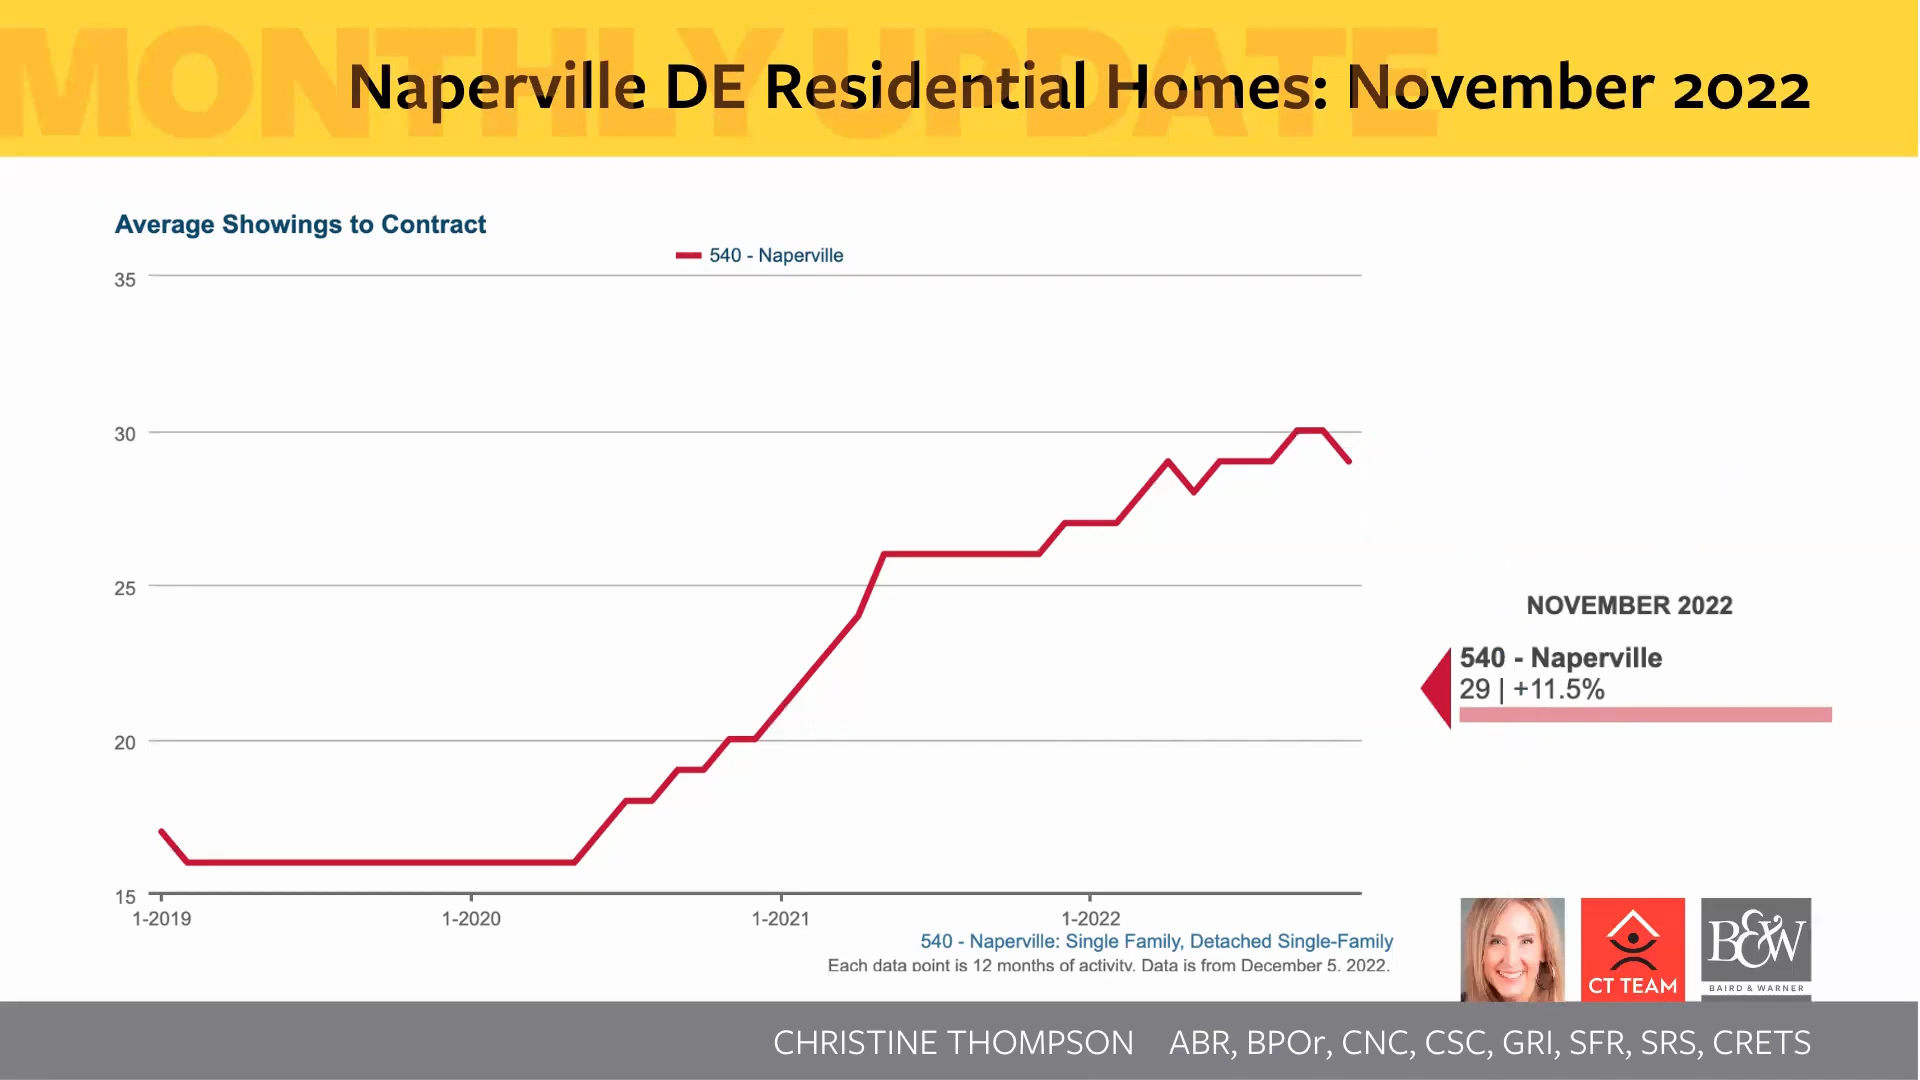 MONTHLY UPDATE
Naperville DE Residential Homes: November 2022
Average Showings to Contract
540 - Naperville
35
30
25
20
15
1-2019
1-2020
1-2021
1-2022
540 - Naperville: Single Family, Detached Single-Family
Each data point is 12 months of activity. Data is from December 5, 2022.
NOVEMBER 2022
540 - Naperville
29 | +11.5%
CT TEAM
B&W
BAIRD & WARNER
CHRISTINE THOMPSON ABR, BPOr, CNC, CSC, GRI, SFR, SRS, CRETS